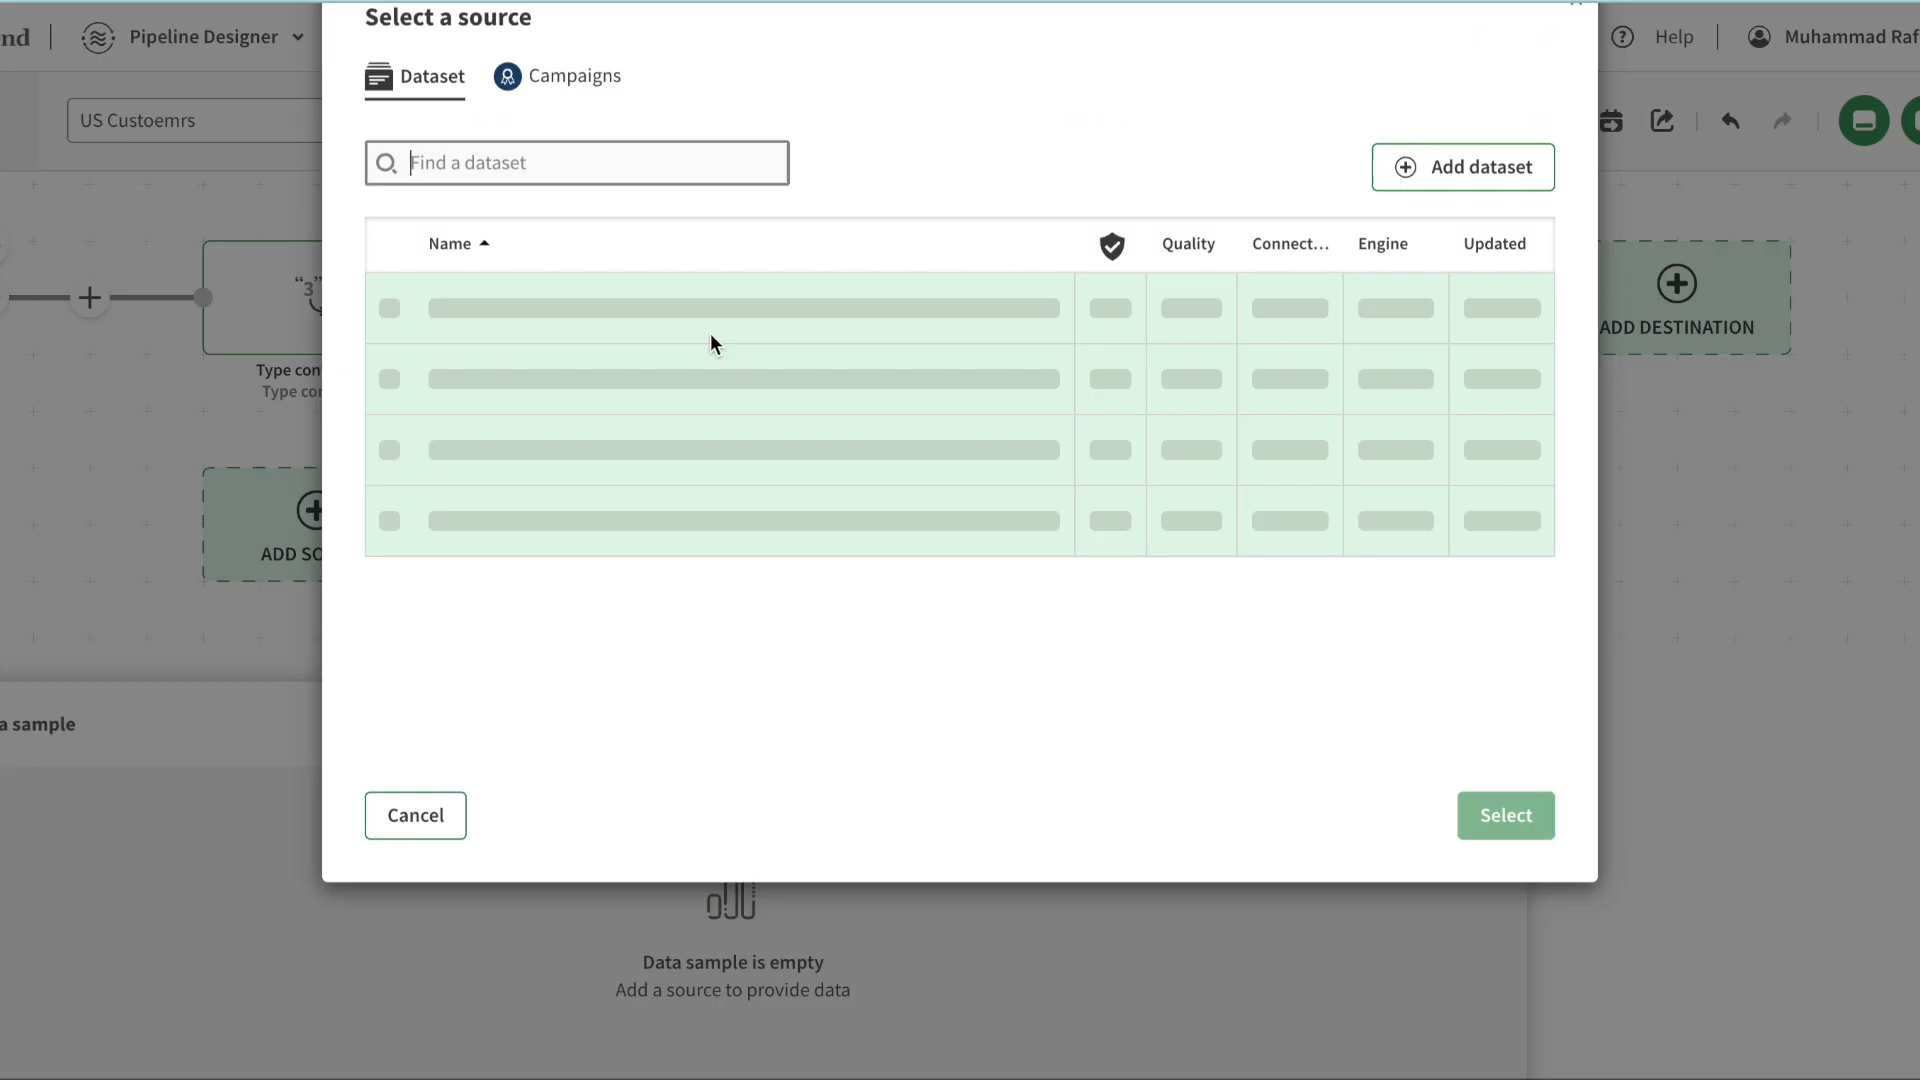 Select a source
nd
Pipeline Designer
Help
Muhammad Raf
Dataset
Campaigns
US Custoemrs
Find a dataset
Add dataset
Name
Quality
Connect...
Engine
Updated
“3”
ADD DESTINATION
Type con
Type con
ADD SO
a sample
Cancel
Select
Data sample is empty
Add a source to provide data